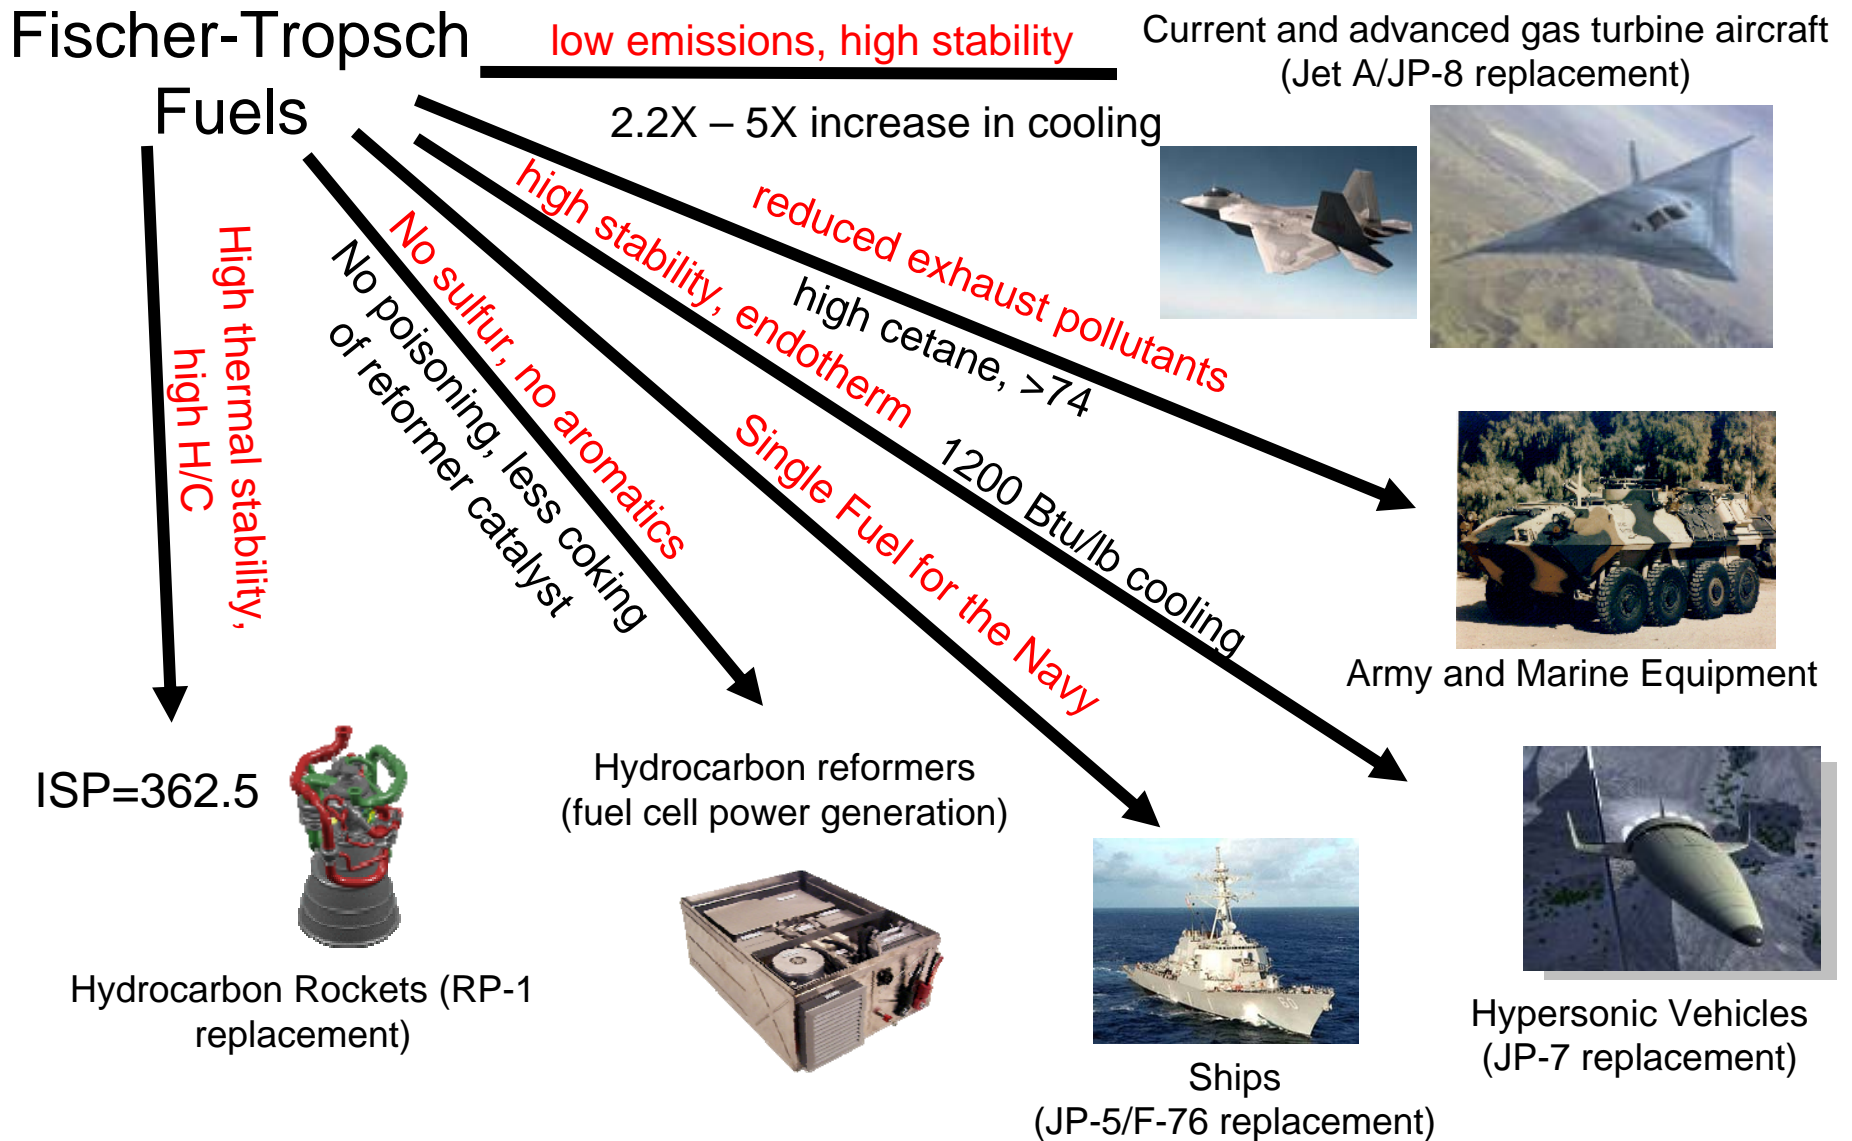 Fischer-Tropsch
Fuels
low emissions, high stability
2.2X – 5X increase in cooling
Current and advanced gas turbine aircraft
(Jet A/JP-8 replacement)
reduced exhaust pollutants
high cetane, >74
Army and Marine Equipment
high stability, endotherm
1200 Btu/lb cooling
Hypersonic Vehicles
(JP-7 replacement)
Single Fuel for the Navy
60
Ships
(JP-5/F-76 replacement)
No sulfur, no aromatics
No poisoning, less coking
of reformer catalyst
Hydrocarbon reformers
(fuel cell power generation)
High thermal stability,
high H/C
ISP=362.5
Hydrocarbon Rockets (RP-1
replacement)